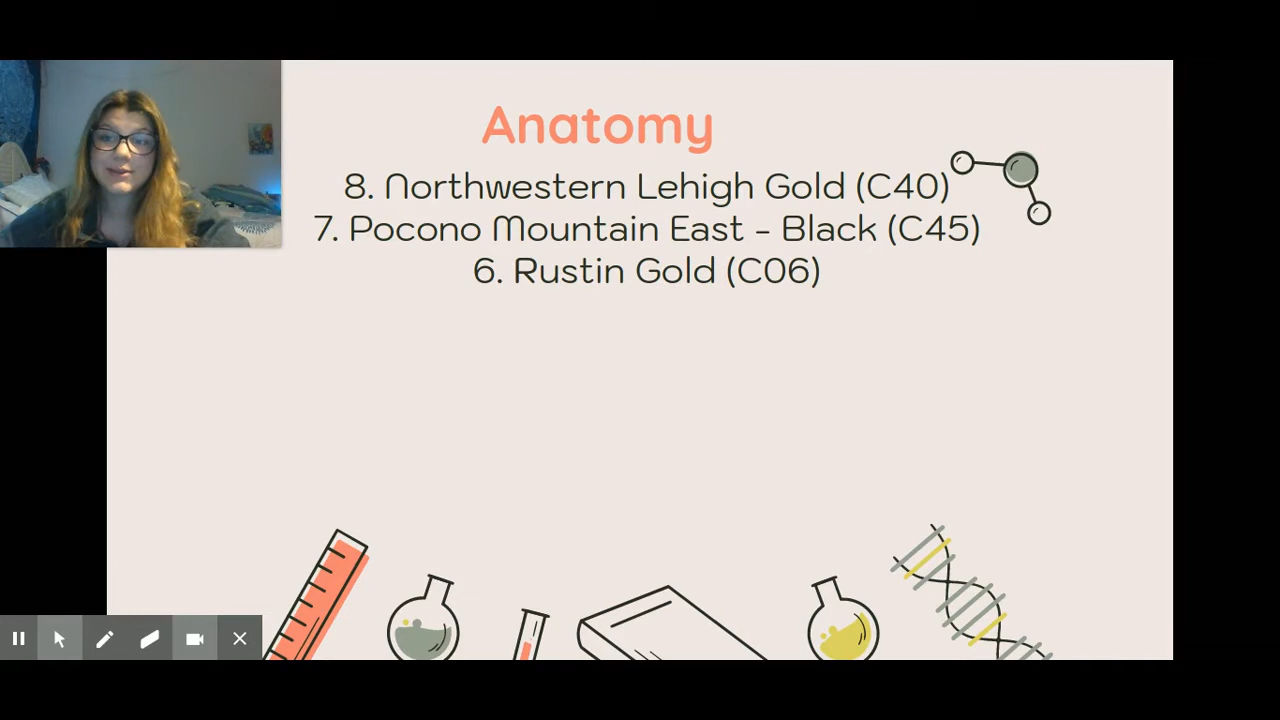 Anatomy
8. Northwestern Lehigh Gold (C40)
7. Pocono Mountain East - Black (C45)
6. Rustin Gold (C06)